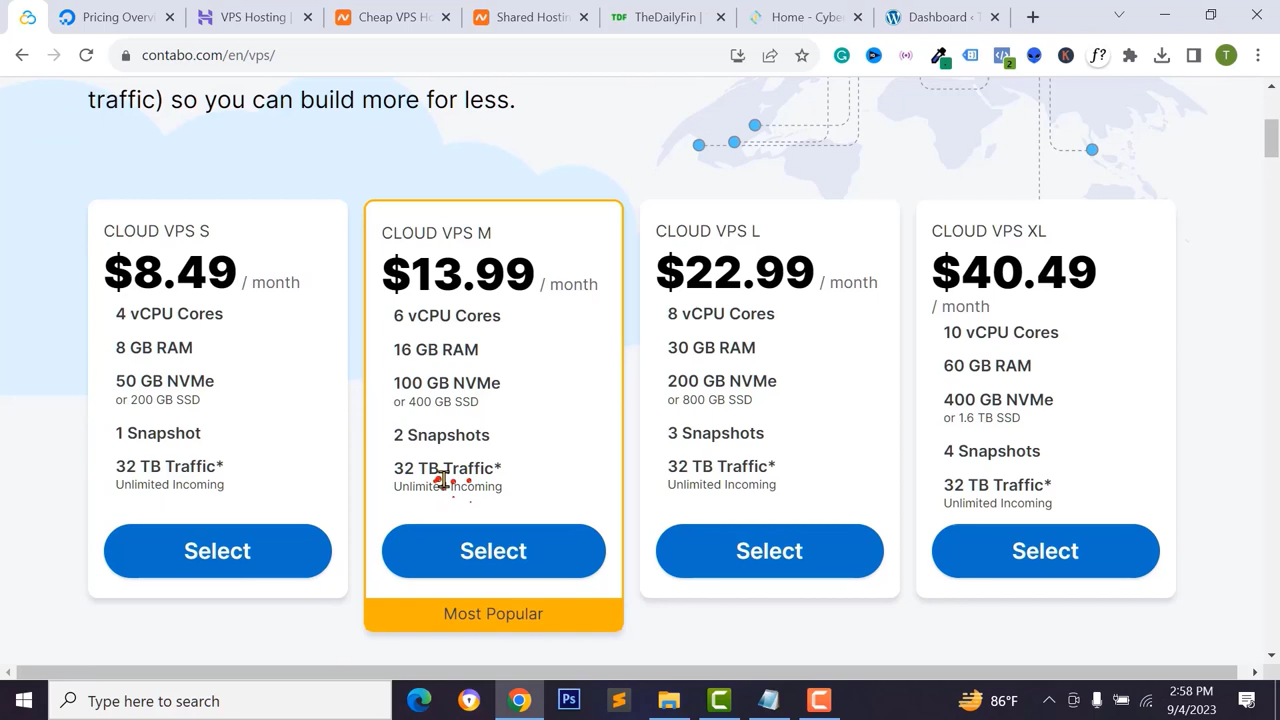 Pricing Overvi
VPS Hosting |
Cheap VPS Ho
Shared Hostin
TDF
TheDailyFin |
Home - Cyber
Dashboard ‹ T
contabo.com/en/vps/
2
K
f?
T
traffic) so you can build more for less.
CLOUD VPS S
$8.49 / month
4 vCPU Cores
8 GB RAM
50 GB NVMe
or 200 GB SSD
1 Snapshot
32 TB Traffic*
Unlimited Incoming
Select
CLOUD VPS M
$13.99 / month
6 vCPU Cores
16 GB RAM
100 GB NVMe
or 400 GB SSD
2 Snapshots
32 TB Traffic*
Unlimited Incoming
Select
Most Popular
CLOUD VPS L
$22.99 / month
8 vCPU Cores
30 GB RAM
200 GB NVMe
or 800 GB SSD
3 Snapshots
32 TB Traffic*
Unlimited Incoming
Select
CLOUD VPS XL
$40.49
/ month
10 vCPU Cores
60 GB RAM
400 GB NVMe
or 1.6 TB SSD
4 Snapshots
32 TB Traffic*
Unlimited Incoming
Select
Type here to search
Ps
86°F
2:58 PM
9/4/2023